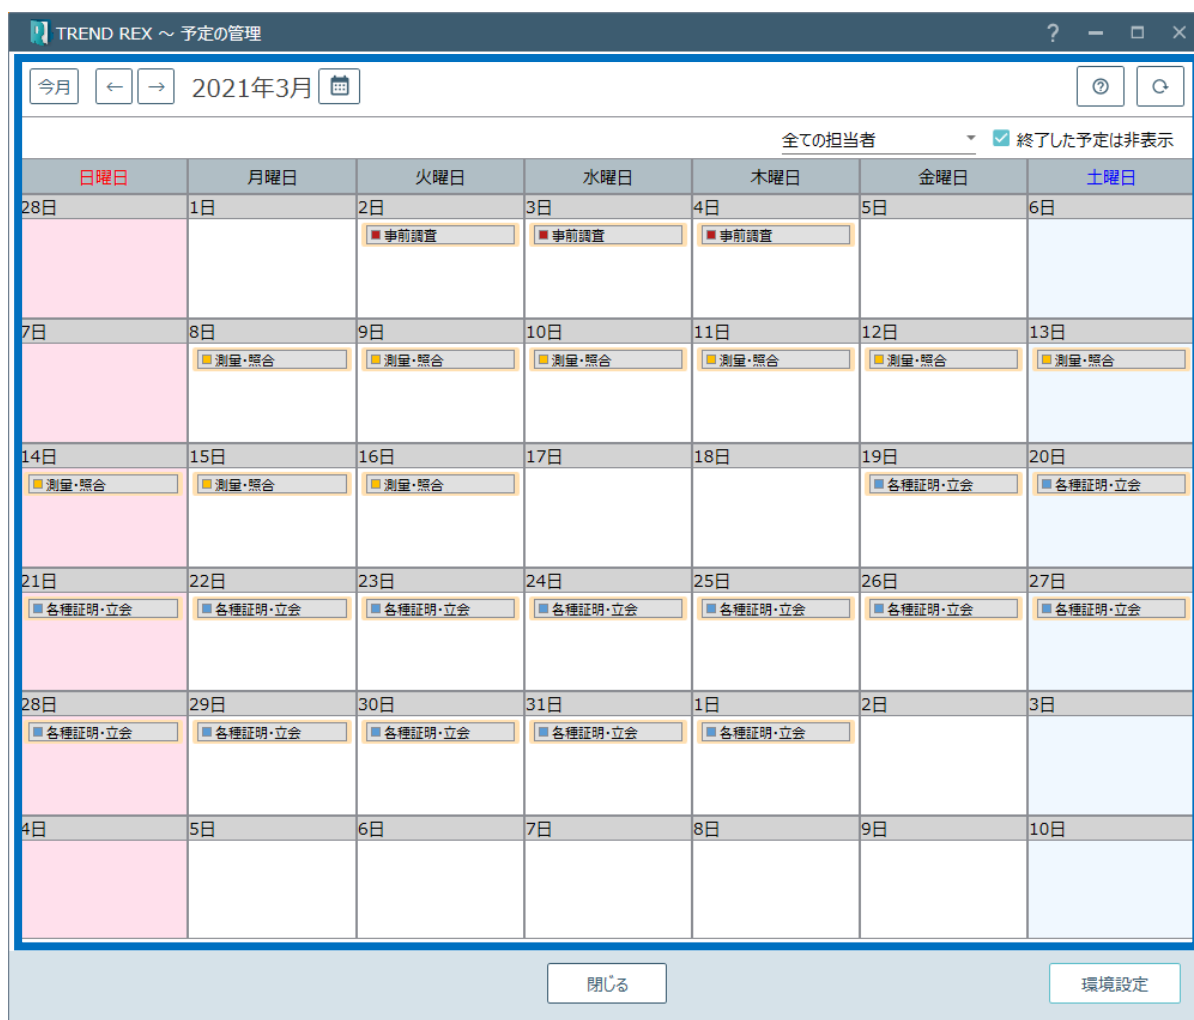 TREND REX ～ 予定の管理
今月 ← → 2021年3月
全ての担当者 終了した予定は非表示
日曜日 月曜日 火曜日 水曜日 木曜日 金曜日 土曜日
28日 1日 2日 3日 4日 5日 6日
事前調査 事前調査 事前調査
7日 8日 9日 10日 11日 12日 13日
測量・照合 測量・照合 測量・照合 測量・照合 測量・照合 測量・照合
14日 15日 16日 17日 18日 19日 20日
測量・照合 測量・照合 測量・照合 各種証明・立会 各種証明・立会
21日 22日 23日 24日 25日 26日 27日
各種証明・立会 各種証明・立会 各種証明・立会 各種証明・立会 各種証明・立会 各種証明・立会 各種証明・立会
28日 29日 30日 31日 1日 2日 3日
各種証明・立会 各種証明・立会 各種証明・立会 各種証明・立会 各種証明・立会
4日 5日 6日 7日 8日 9日 10日
閉じる 環境設定